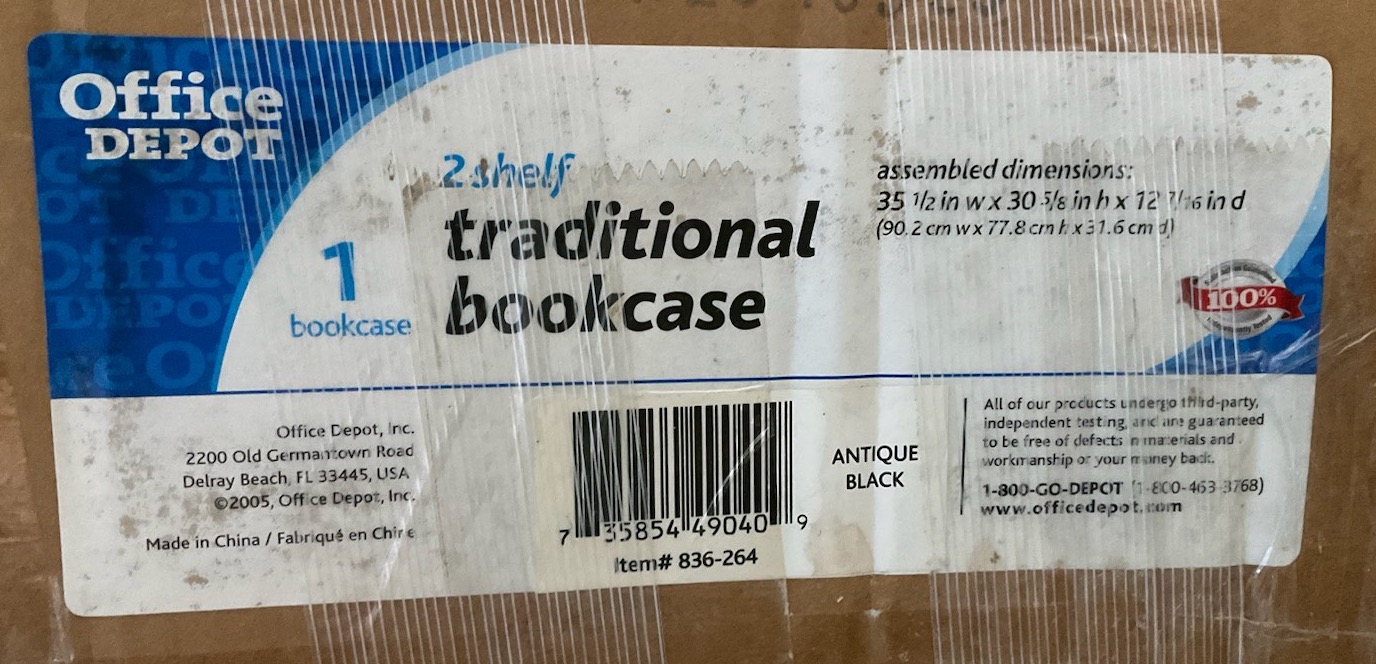 Office
DEPOT
2 shelf
traditional
bookcase
1
bookcase
assembled dimensions:
35 1/2 in w x 30 5/8 in h x 12 7/16 in d
(90.2 cm w x 77.8 cm h x 31.6 cm d)
100%
Independently Tested
Office Depot, Inc.
2200 Old Germantown Road
Delray Beach, FL 33445, USA
©2005, Office Depot, Inc.
Made in China / Fabriqué en Chine
7 35854 49040 9
Item# 836-264
ANTIQUE
BLACK
All of our products undergo third-party,
independent testing, and are guaranteed
to be free of defects in materials and
workmanship or your money back.
1-800-GO-DEPOT (1-800-463-3768)
www.officedepot.com